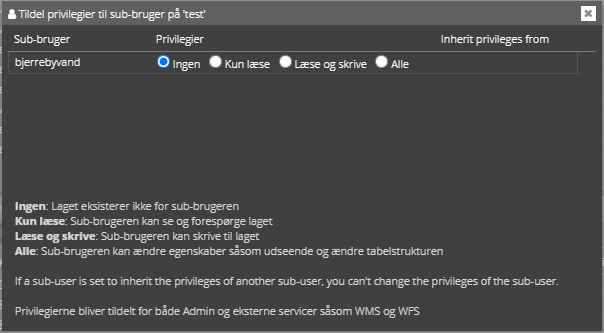 Tildel privilegier til sub-bruger på 'test'
Sub-bruger Privilegier Inherit privileges from
bjerrebyvand Ingen Kun læse Læse og skrive Alle
Ingen: Laget eksisterer ikke for sub-brugeren
Kun læse: Sub-brugeren kan se og forespørge laget
Læse og skrive: Sub-brugeren kan skrive til laget
Alle: Sub-brugeren kan ændre egenskaber såsom udseende og ændre tabelstrukturen
If a sub-user is set to inherit the privileges of another sub-user, you can't change the privileges of the sub-user.
Privilegierne bliver tildelt for både Admin og eksterne servicer såsom WMS og WFS